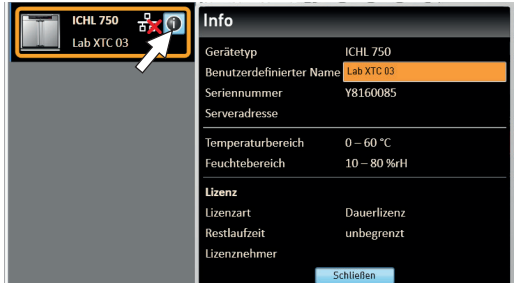 ICHL 750
Lab XTC 03
i
Info
Gerätetyp ICHL 750
Benutzerdefinierter Name Lab XTC 03
Seriennummer Y8160085
Serveradresse
Temperaturbereich 0 – 60 °C
Feuchtebereich 10 – 80 %rH
Lizenz
Lizenzart Dauerlizenz
Restlaufzeit unbegrenzt
Lizenznehmer
Schließen